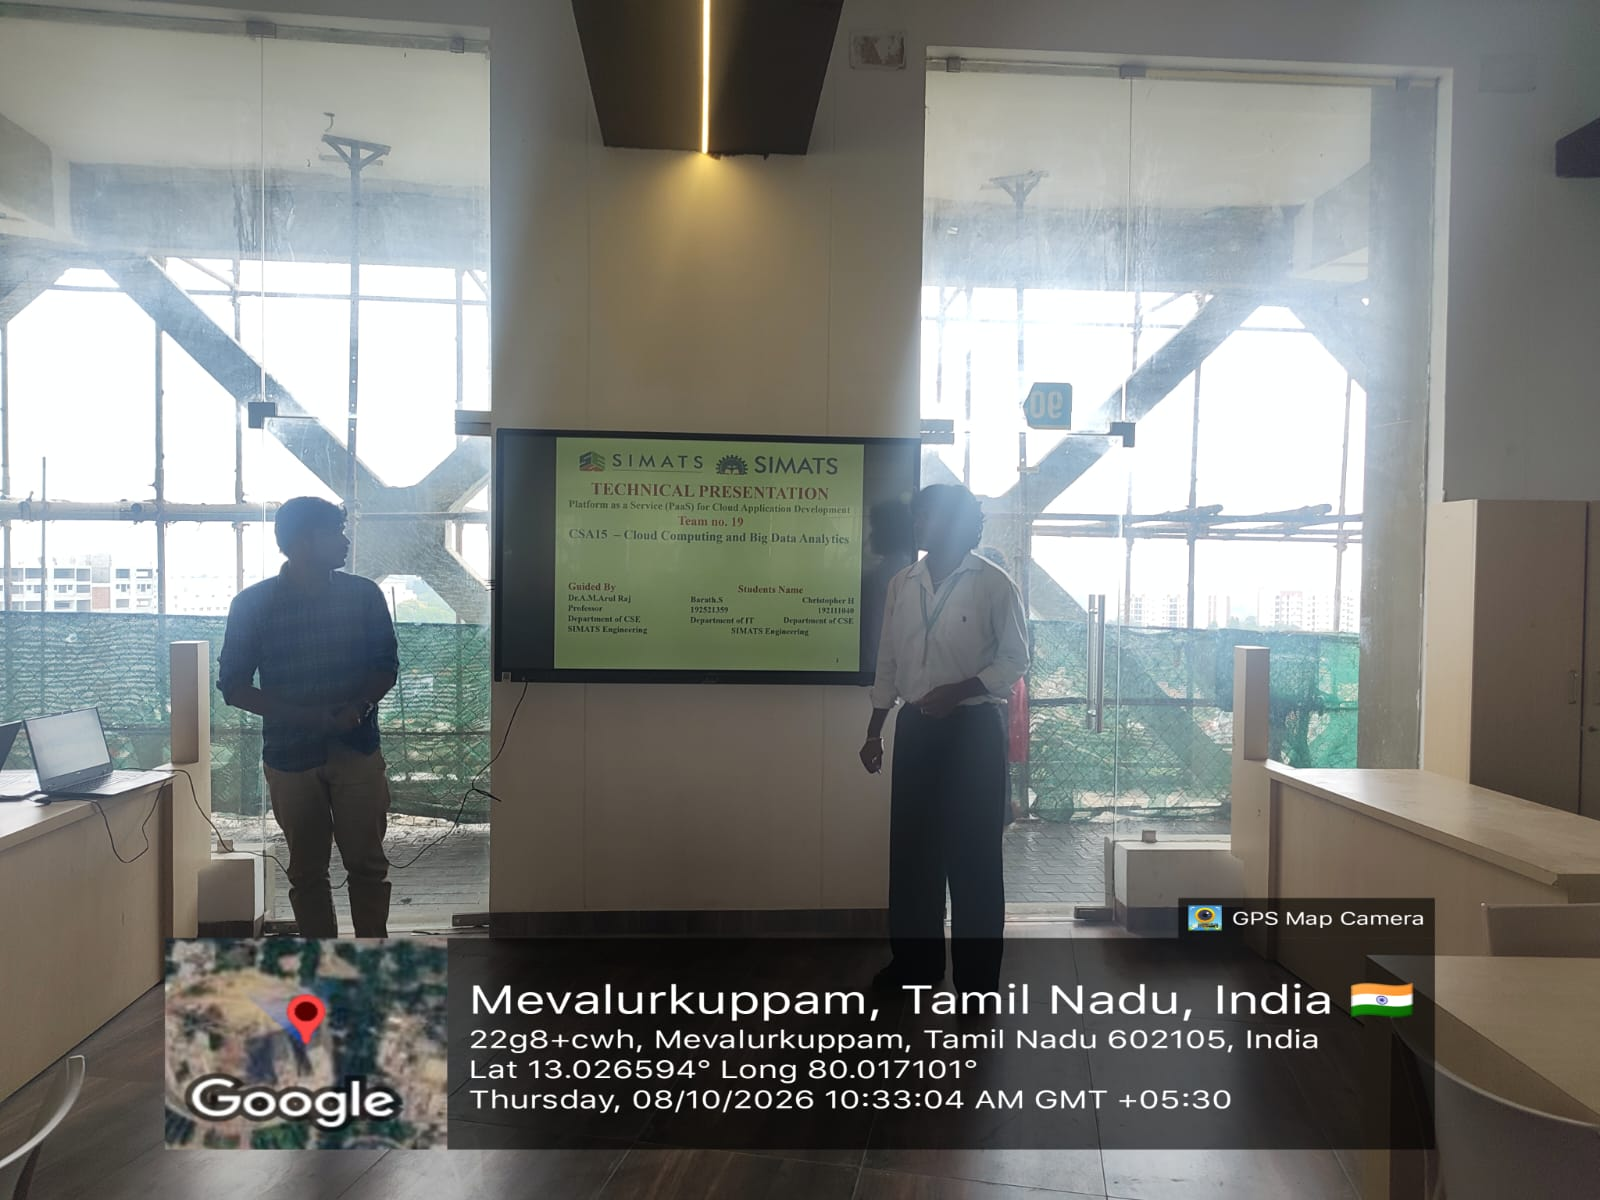 SIMATS SIMATS
TECHNICAL PRESENTATION
Platform as a Service (PaaS) for Cloud Application Development
Team no. 19
CSA15 – Cloud Computing and Big Data Analytics
Guided By
Dr.A.M.Arul Raj
Professor
Department of CSE
SIMATS Engineering
Students Name
Barath.S Christopher H
192521359 192111040
Department of IT Department of CSE
SIMATS Engineering
1
90
GPS Map Camera
Mevalurkuppam, Tamil Nadu, India
22g8+cwh, Mevalurkuppam, Tamil Nadu 602105, India
Lat 13.026594° Long 80.017101°
Thursday, 08/10/2026 10:33:04 AM GMT +05:30
Google